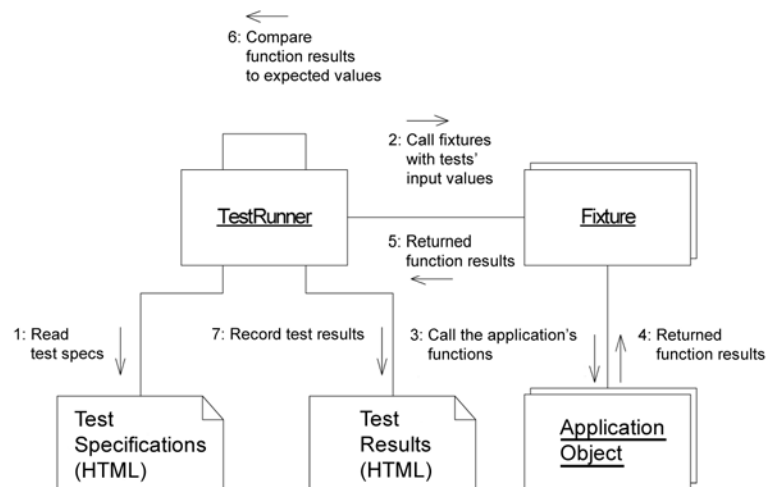 6: Compare
function results
to expected values
2: Call fixtures
with tests'
input values
TestRunner
Fixture
5: Returned
function results
1: Read
test specs
7: Record test results
3: Call the application's
functions
4: Returned
function results
Test
Specifications
(HTML)
Test
Results
(HTML)
Application
Object